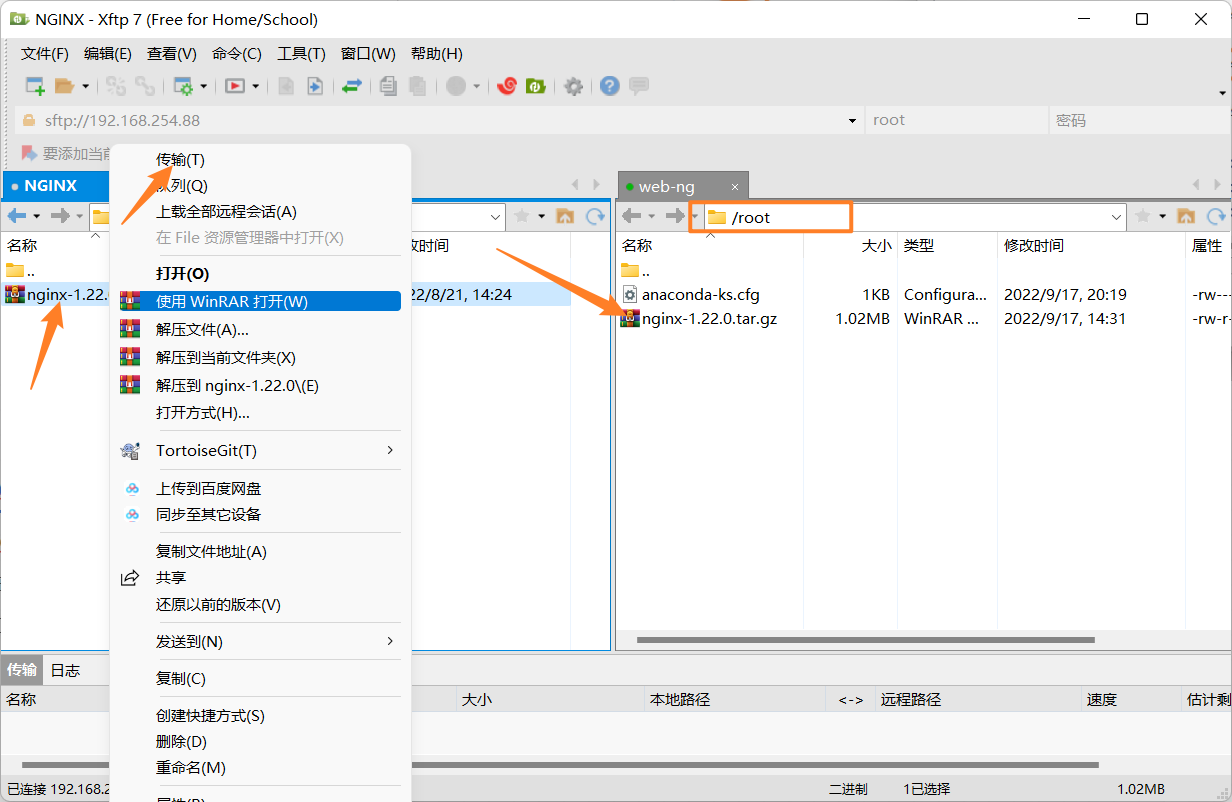 NGINX - Xftp 7 (Free for Home/School)
文件(F) 编辑(E) 查看(V) 命令(C) 工具(T) 窗口(W) 帮助(H)
sftp://192.168.254.88 root 密码
要添加当前
NGINX
web-ng
/root
名称
改时间
名称 大小 类型 修改时间 属性
..
..
nginx-1.22.0
22/8/21, 14:24
anaconda-ks.cfg 1KB Configura... 2022/9/17, 20:19 -rw---
nginx-1.22.0.tar.gz 1.02MB WinRAR ... 2022/9/17, 14:31 -rw-r-
传输(T)
队列(Q)
上载全部远程会话(A)
在 File 资源管理器中打开(X)
打开(O)
使用 WinRAR 打开(W)
解压文件(A)...
解压到当前文件夹(X)
解压到 nginx-1.22.0\(E)
打开方式(H)...
TortoiseGit(T)
上传到百度网盘
同步至其它设备
复制文件地址(A)
共享
还原以前的版本(V)
发送到(N)
复制(C)
创建快捷方式(S)
删除(D)
重命名(M)
属性(R)
传输 日志
名称 大小 本地路径 <-> 远程路径 速度 估计剩
已连接 192.168.2 二进制 1已选择 1.02MB